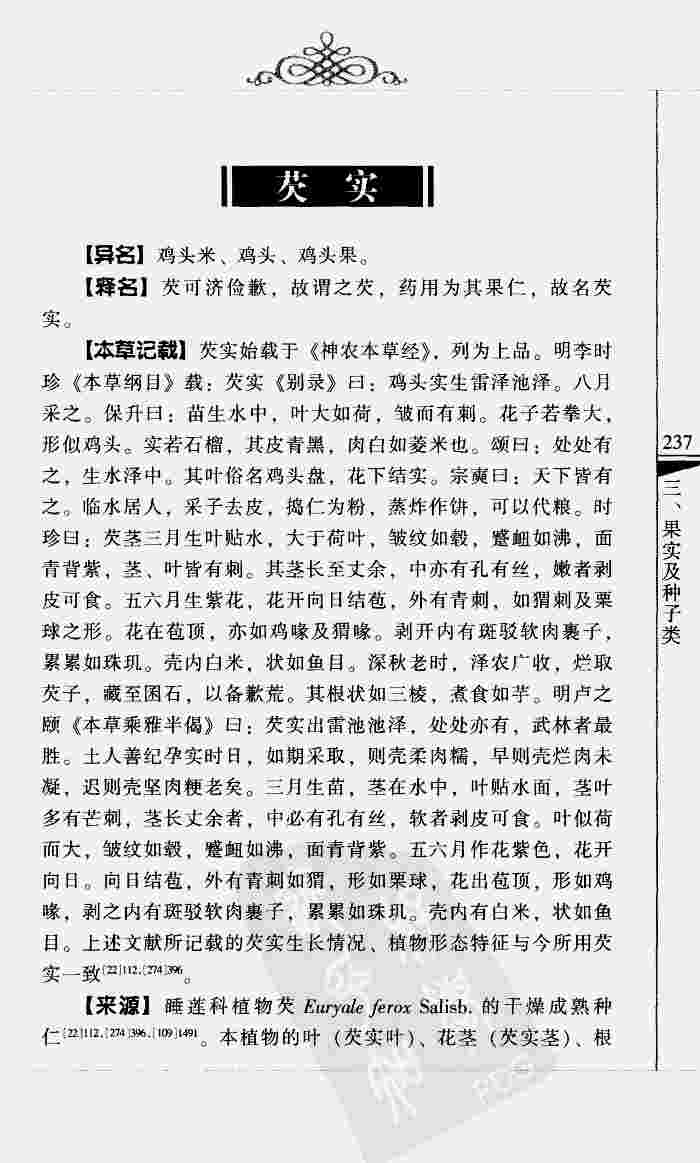 芡实
【异名】鸡头米、鸡头、鸡头果。
【释名】芡可济俭歉，故谓之芡，药用为其果仁，故名芡
实。
【本草记载】芡实始载于《神农本草经》，列为上品。明李时
珍《本草纲目》载：芡实《别录》曰：鸡头实生雷泽池泽。八月
采之。保升曰：苗生水中，叶大如荷，皱而有刺。花子若拳大，
形似鸡头。实若石榴，其皮青黑，肉白如菱米也。颂曰：处处有
之，生水泽中。其叶俗名鸡头盘，花下结实。宗奭曰：天下皆有
之。临水居人，采子去皮，捣仁为粉，蒸炸作饼，可以代粮。时
珍曰：芡茎三月生叶贴水，大于荷叶，皱纹如縠，蹙衄如沸，面
青背紫，茎、叶皆有刺。其茎长至丈余，中亦有孔有丝，嫩者剥
皮可食。五六月生紫花，花开向日结苞，外有青刺，如猬刺及栗
球之形。花在苞顶，亦如鸡喙及猬喙。剥开内有斑驳软肉裹子，
累累如珠玑。壳内白米，状如鱼目。深秋老时，泽农广收，烂取
芡子，藏至囷石，以备歉荒。其根状如三棱，煮食如芋。明卢之
颐《本草乘雅半偈》曰：芡实出雷池池泽，处处亦有，武林者最
胜。土人善纪孕实时日，如期采取，则壳柔肉糯，早则壳烂肉未
凝，迟则壳坚肉粳老矣。三月生苗，茎在水中，叶贴水面，茎叶
多有芒刺，茎长丈余者，中必有孔有丝，软者剥皮可食。叶似荷
而大，皱纹如縠，蹙衄如沸，面青背紫。五六月作花紫色，花开
向日。向日结苞，外有青刺如猬，形如栗球，花出苞顶，形如鸡
喙，剥之内有斑驳软肉裹子，累累如珠玑。壳内有白米，状如鱼
目。上述文献所记载的芡实生长情况、植物形态特征与今所用芡
实一致[22]112,[274]396。
【来源】睡莲科植物芡 Euryale ferox Salisb. 的干燥成熟种
仁[22]112,[274]396,[109]1491。本植物的叶（芡实叶）、花茎（芡实茎）、根
237
三、果实及种子类